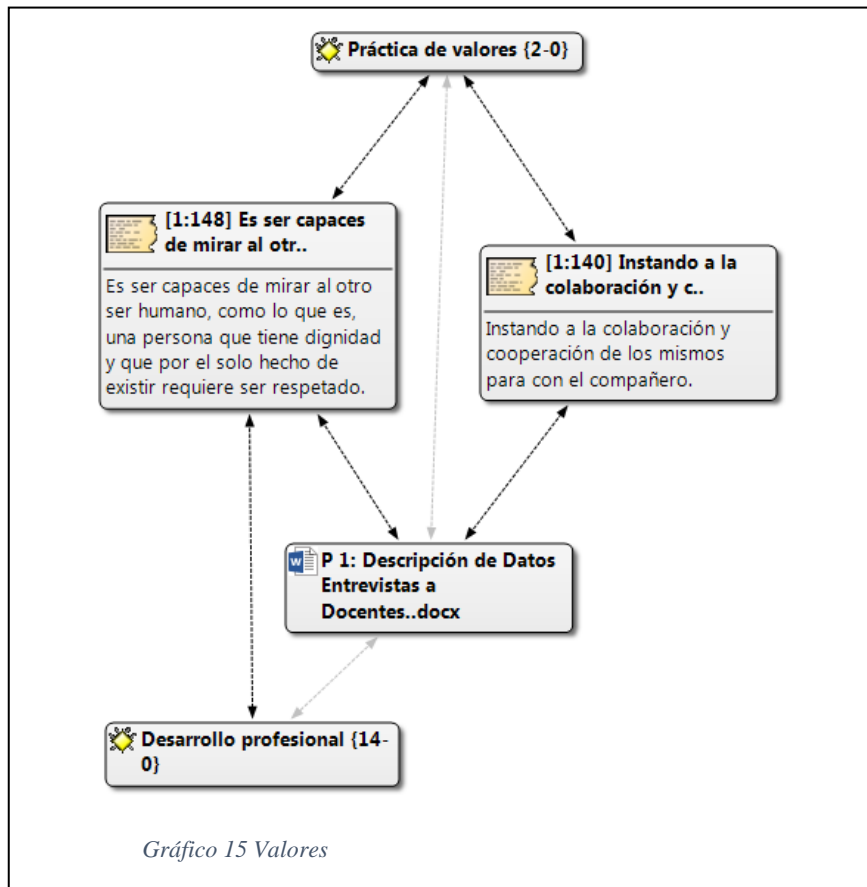 Práctica de valores {2-0}
[1:148] Es ser capaces
de mirar al otr..
Es ser capaces de mirar al otro
ser humano, como lo que es,
una persona que tiene dignidad
y que por el solo hecho de
existir requiere ser respetado.
[1:140] Instando a la
colaboración y c..
Instando a la colaboración y
cooperación de los mismos
para con el compañero.
P 1: Descripción de Datos
Entrevistas a
Docentes..docx
Desarrollo profesional {14-
0}
Gráfico 15 Valores